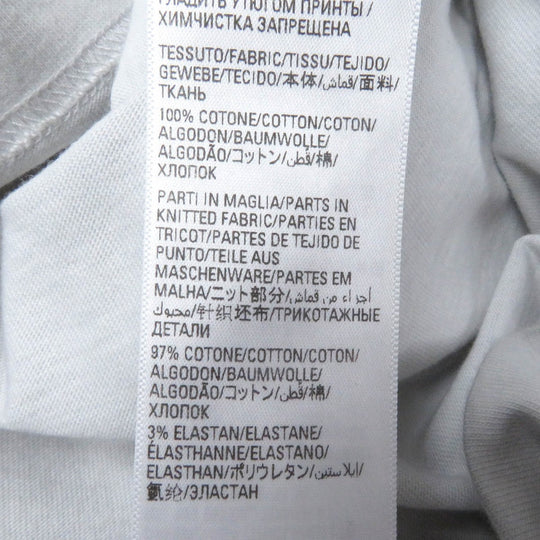 ГЛАДИТЬ УТЮГОМ ПРИНТЫ/
ХИМЧИСТКА ЗАПРЕЩЕНА
TESSUTO/FABRIC/TISSU/TEJIDO/
GEWEBE/TECIDO/本体/قماش/面料/
ТКАНЬ
100% COTONE/COTTON/COTON/
ALGODON/BAUMWOLLE/
ALGODÃO/コットン/قطن/棉/
ХЛОПОК
PARTI IN MAGLIA/PARTS IN
KNITTED FABRIC/PARTIES EN
TRICOT/PARTES DE TEJIDO DE
PUNTO/TEILE AUS
MASCHENWARE/PARTES EM
MALHA/ニット部分/أجزاء من قماش
محبوك/针织坯布/ТРИКОТАЖНЫЕ
ДЕТАЛИ
97% COTONE/COTTON/COTON/
ALGODON/BAUMWOLLE/
ALGODÃO/コットン/قطن/棉/
ХЛОПОК
3% ELASTAN/ELASTANE/
ÉLASTHANNE/ELASTANO/
ELASTHAN/ポリウレタン/إيلاستين/
氨纶/ЭЛАСТАН